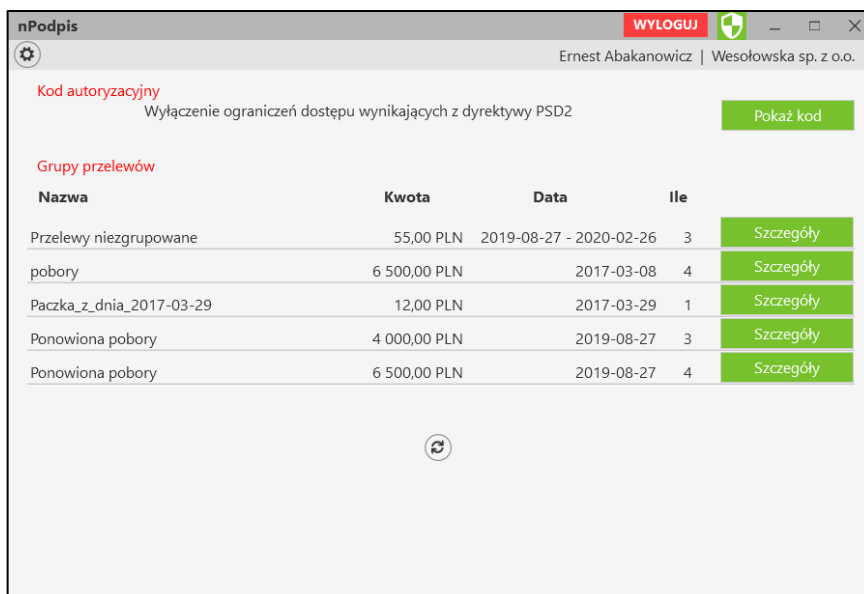 nPodpis WYLOGUJ
Ernest Abakanowicz | Wesołowska sp. z o.o.
Kod autoryzacyjny
Wyłączenie ograniczeń dostępu wynikających z dyrektywy PSD2 Pokaż kod
Grupy przelewów
Nazwa Kwota Data Ile
Przelewy niezgrupowane 55,00 PLN 2019-08-27 - 2020-02-26 3 Szczegóły
pobory 6 500,00 PLN 2017-03-08 4 Szczegóły
Paczka_z_dnia_2017-03-29 12,00 PLN 2017-03-29 1 Szczegóły
Ponowiona pobory 4 000,00 PLN 2019-08-27 3 Szczegóły
Ponowiona pobory 6 500,00 PLN 2019-08-27 4 Szczegóły